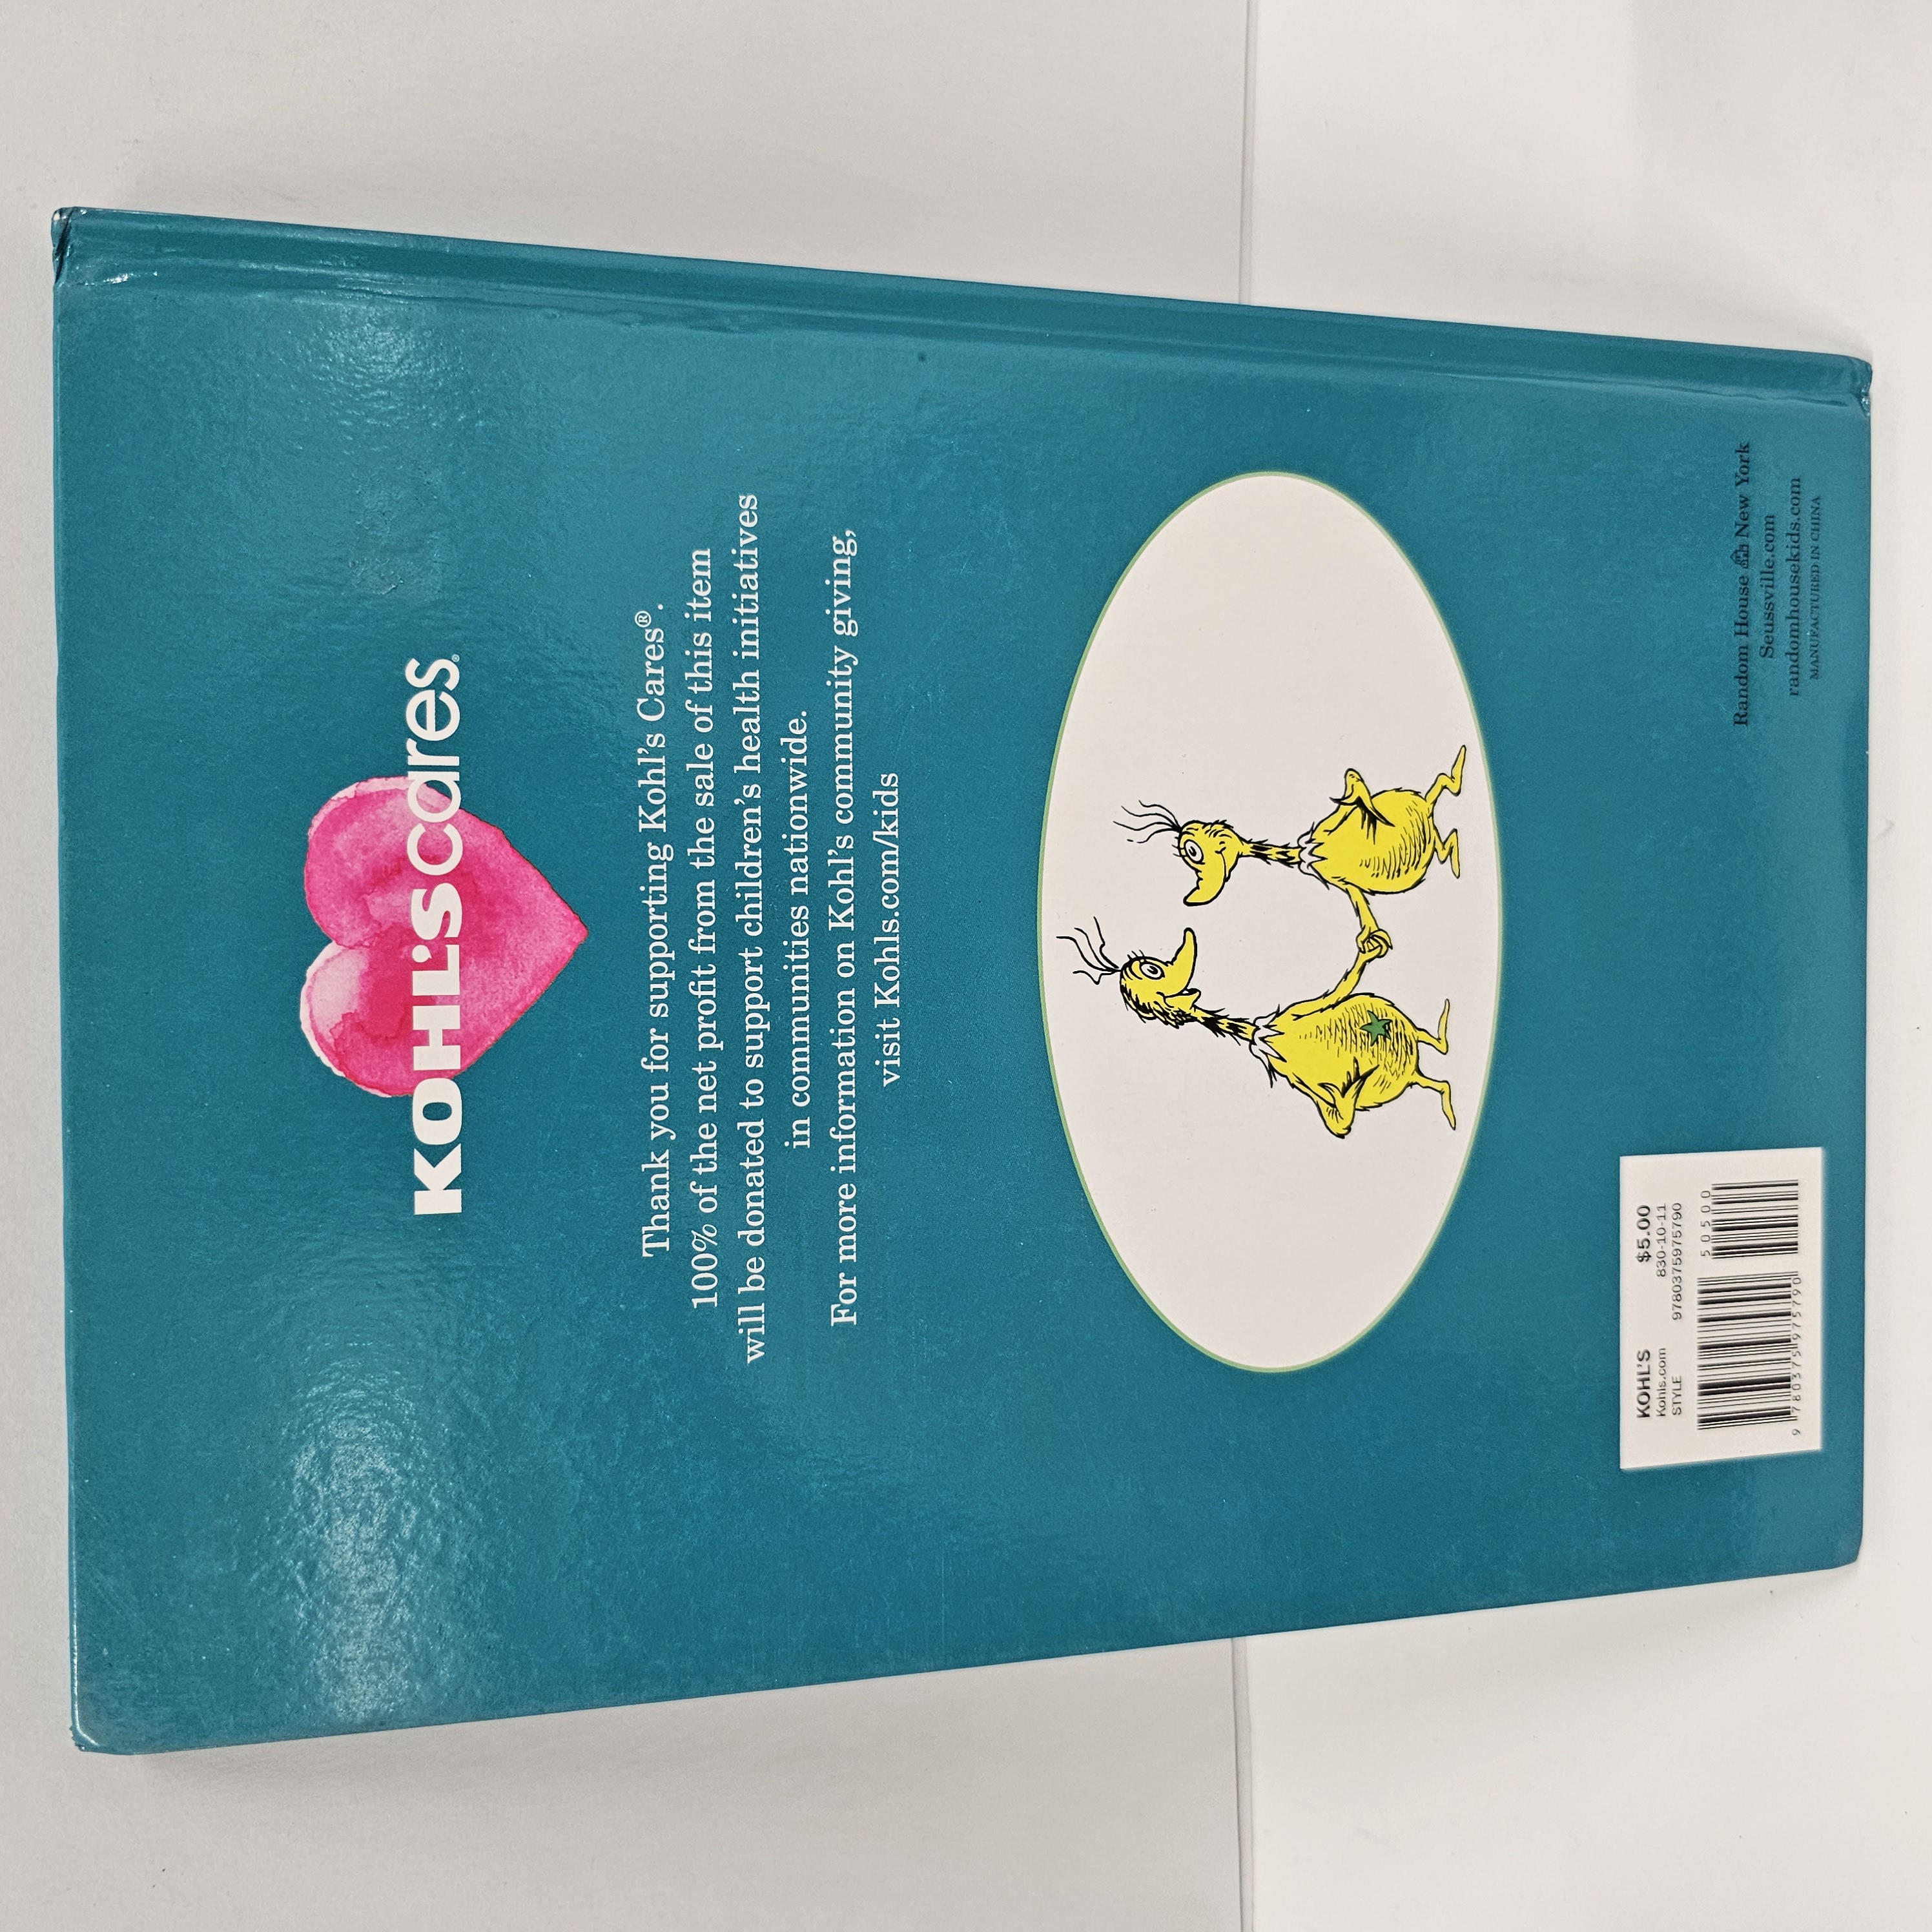 KOHL'S cares®
Thank you for supporting Kohl's Cares®.
100% of the net profit from the sale of this item
will be donated to support children's health initiatives
in communities nationwide.
For more information on Kohl's community giving,
visit Kohls.com/kids
KOHL'S $5.00
Kohls.com 830-10-11
STYLE 9780375975790
50500
9 780375 975790
Random House New York
Seussville.com
randomhousekids.com
MANUFACTURED IN CHINA